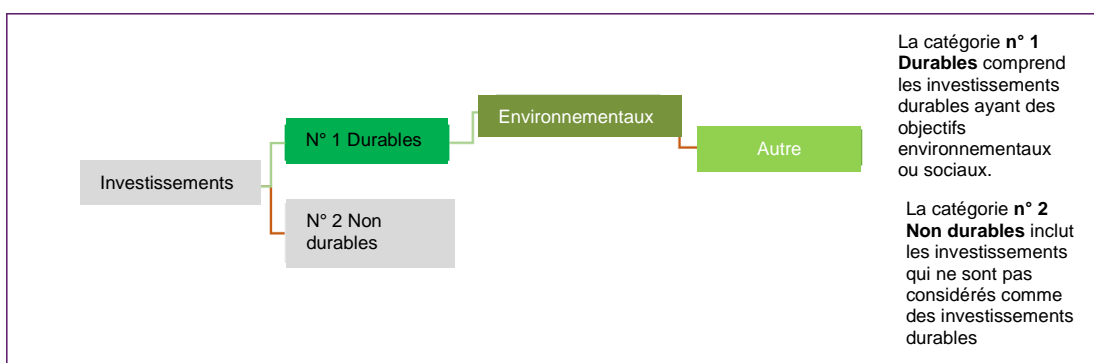 Investissements
N° 1 Durables
N° 2 Non
durables
Environnementaux
Autre
La catégorie n° 1
Durables comprend
les investissements
durables ayant des
objectifs
environnementaux
ou sociaux.
La catégorie n° 2
Non durables inclut
les investissements
qui ne sont pas
considérés comme
des investissements
durables